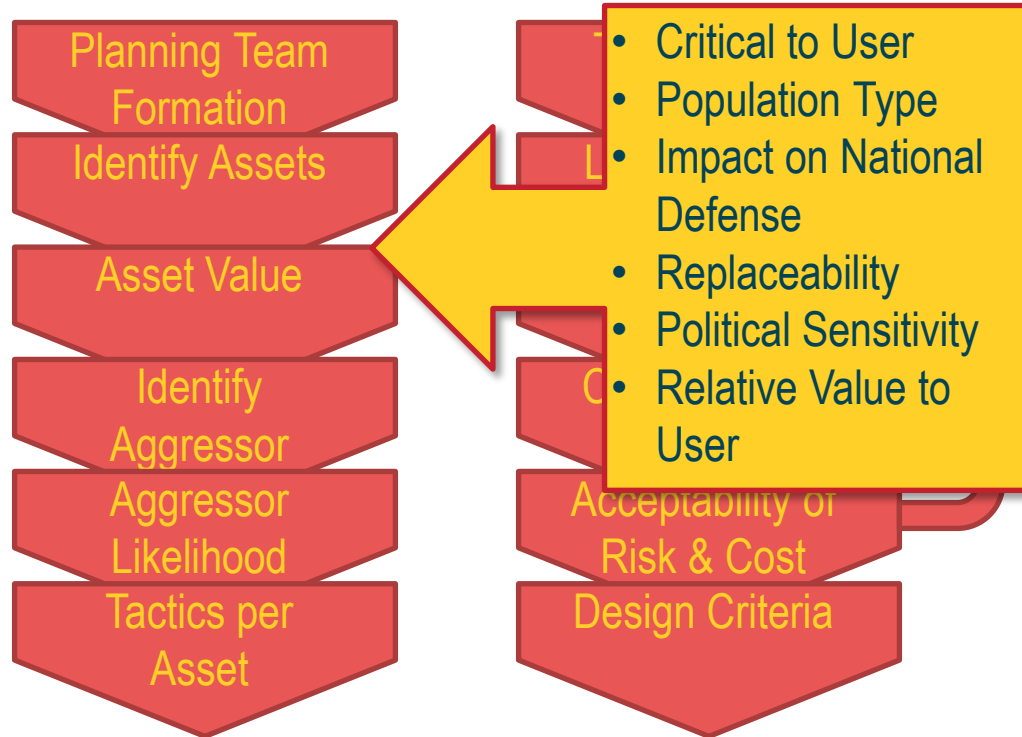 Planning Team
Formation
Identify Assets
Asset Value
Identify
Aggressor
Aggressor
Likelihood
Tactics per
Asset
Acceptability of
Risk & Cost
Design Criteria
• Critical to User
• Population Type
• Impact on National
Defense
• Replaceability
• Political Sensitivity
• Relative Value to
User